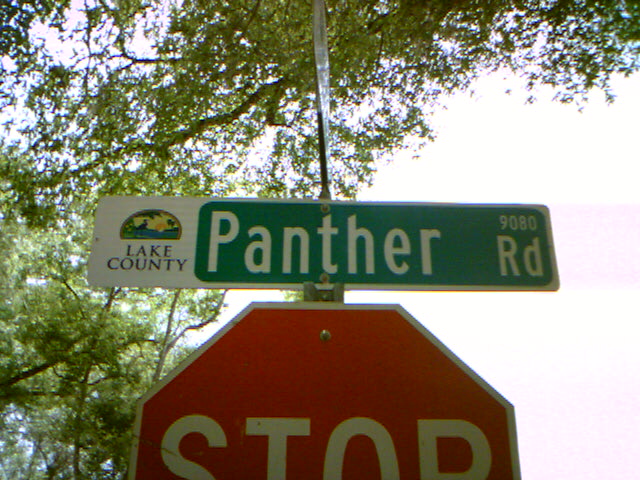 LAKE
COUNTY
Panther Rd
9080
STOP